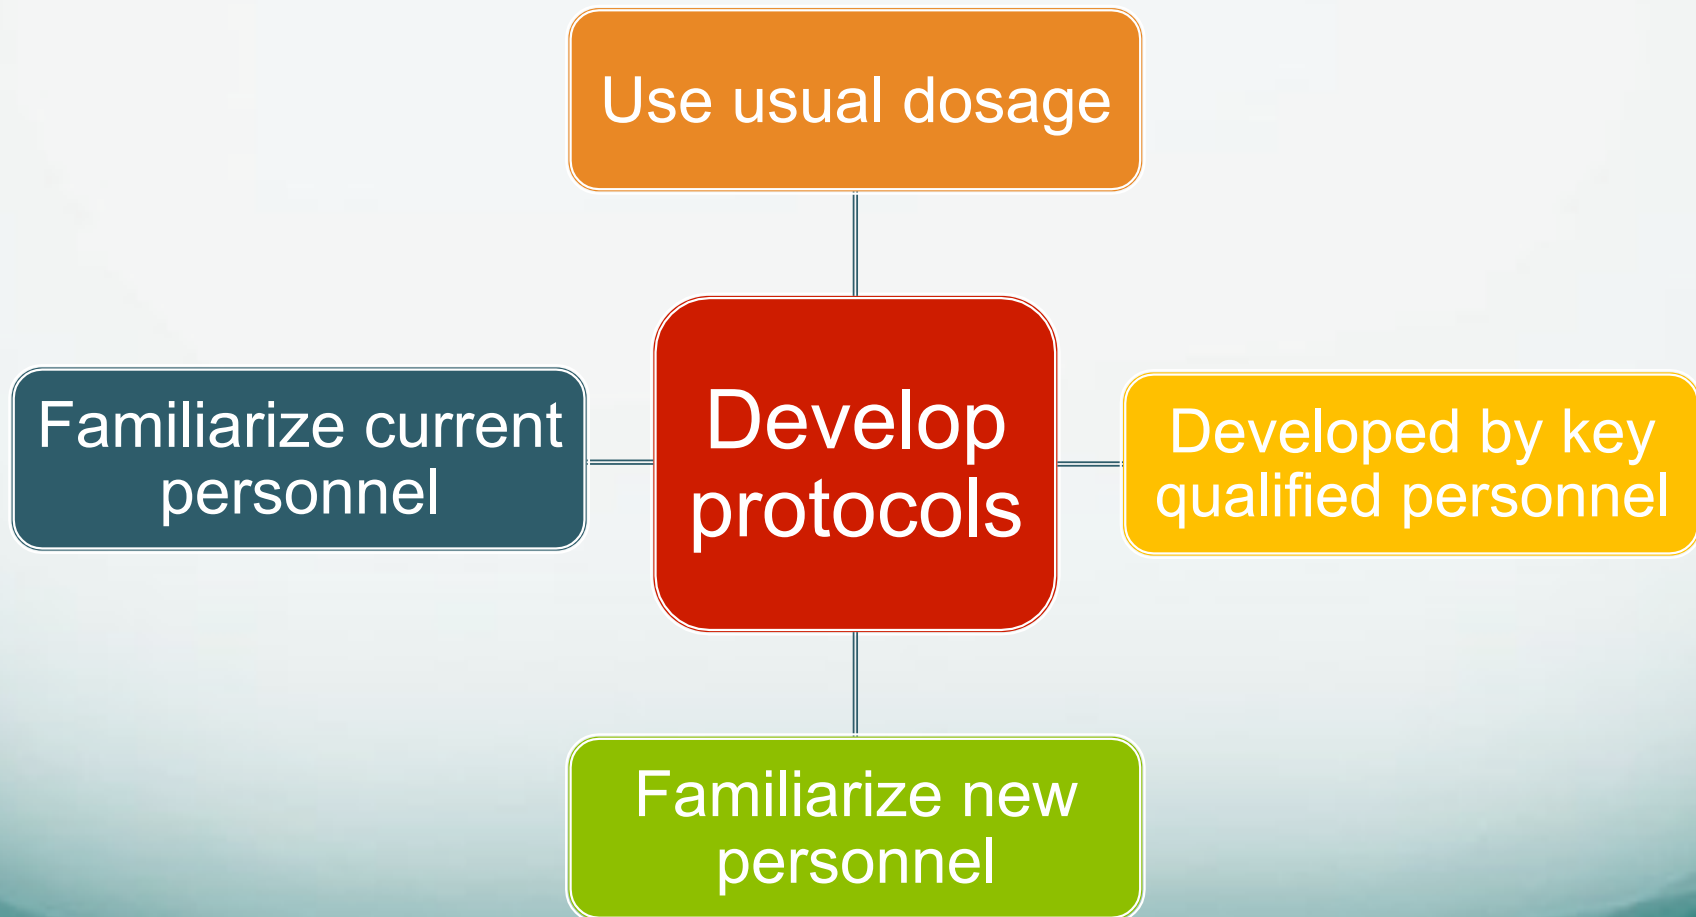 Use usual dosage
Familiarize current
personnel
Develop
protocols
Developed by key
qualified personnel
Familiarize new
personnel